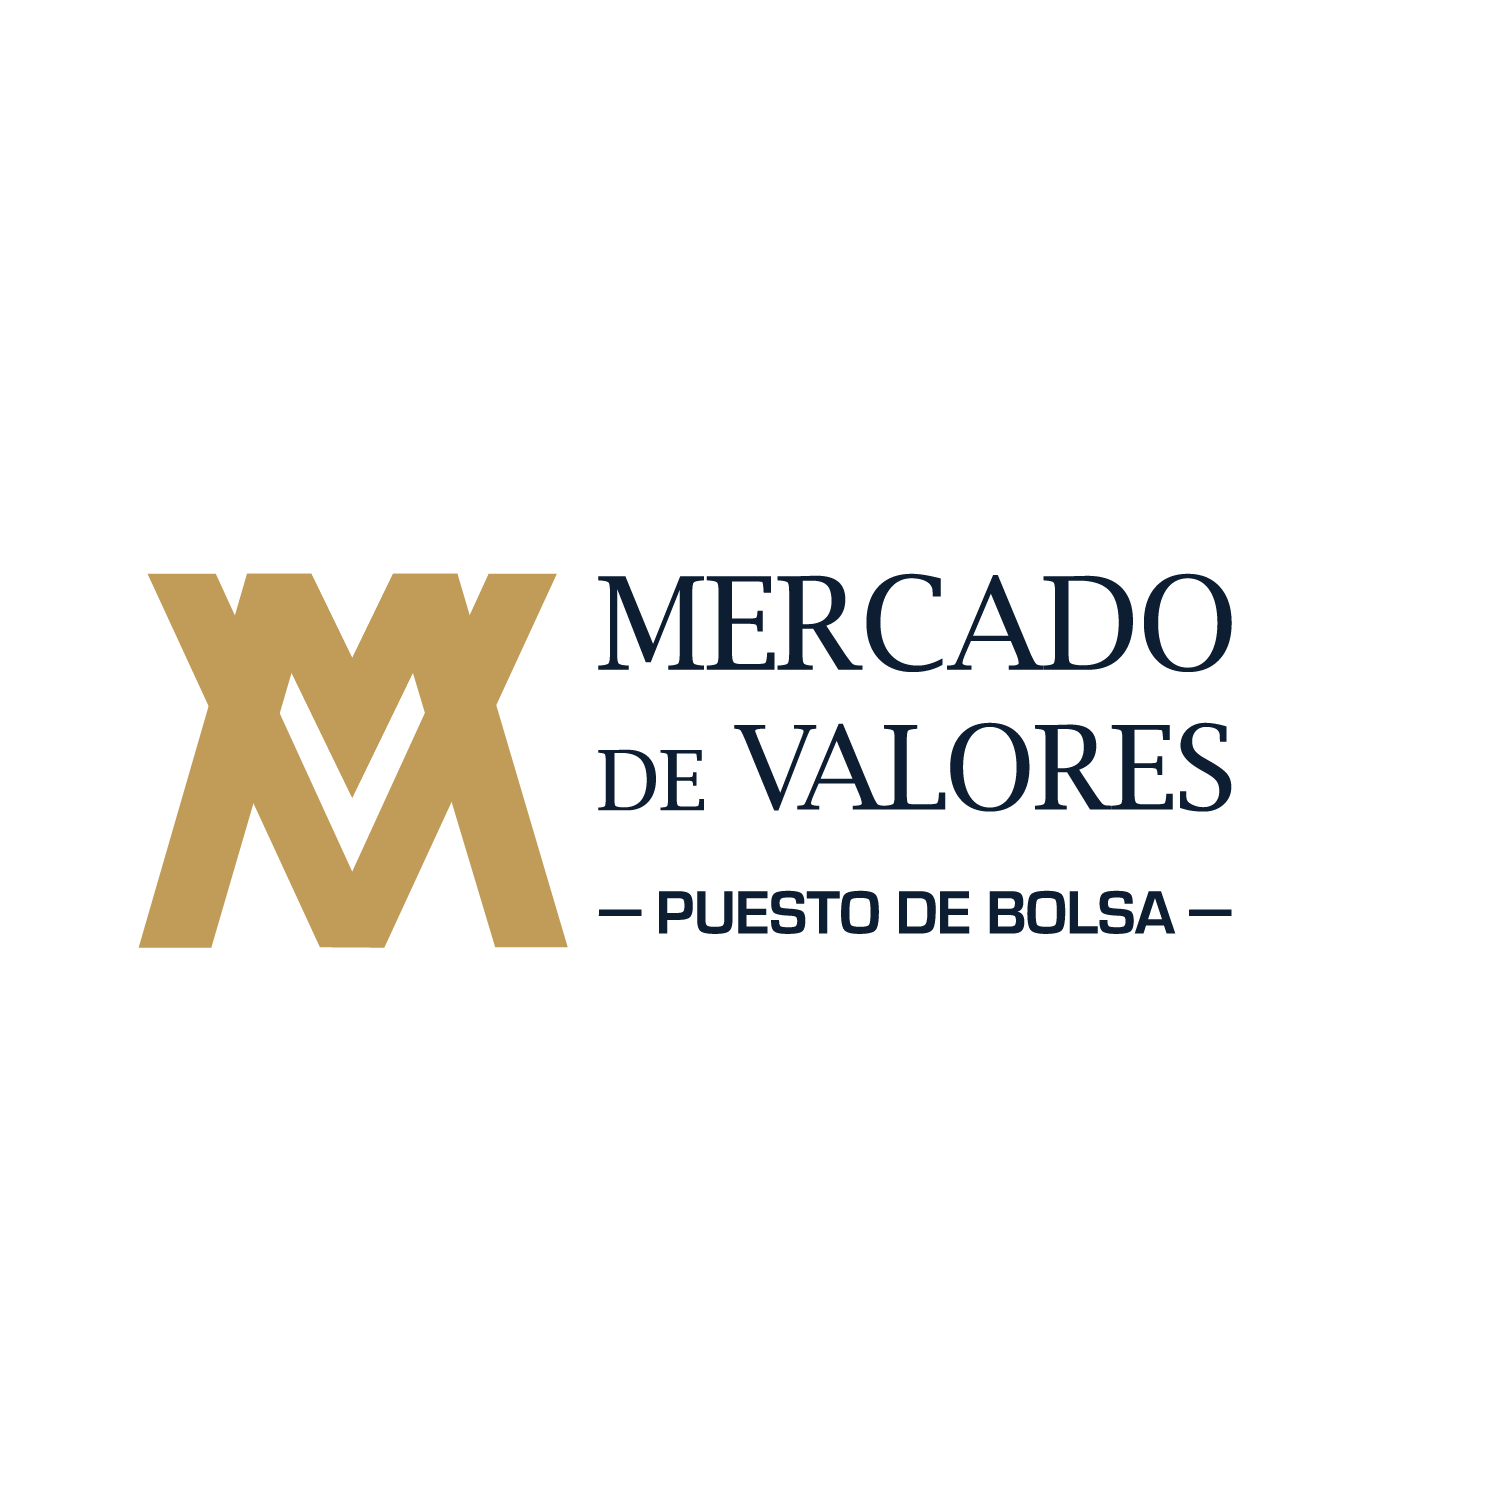 MERCADO
DE VALORES
— PUESTO DE BOLSA —